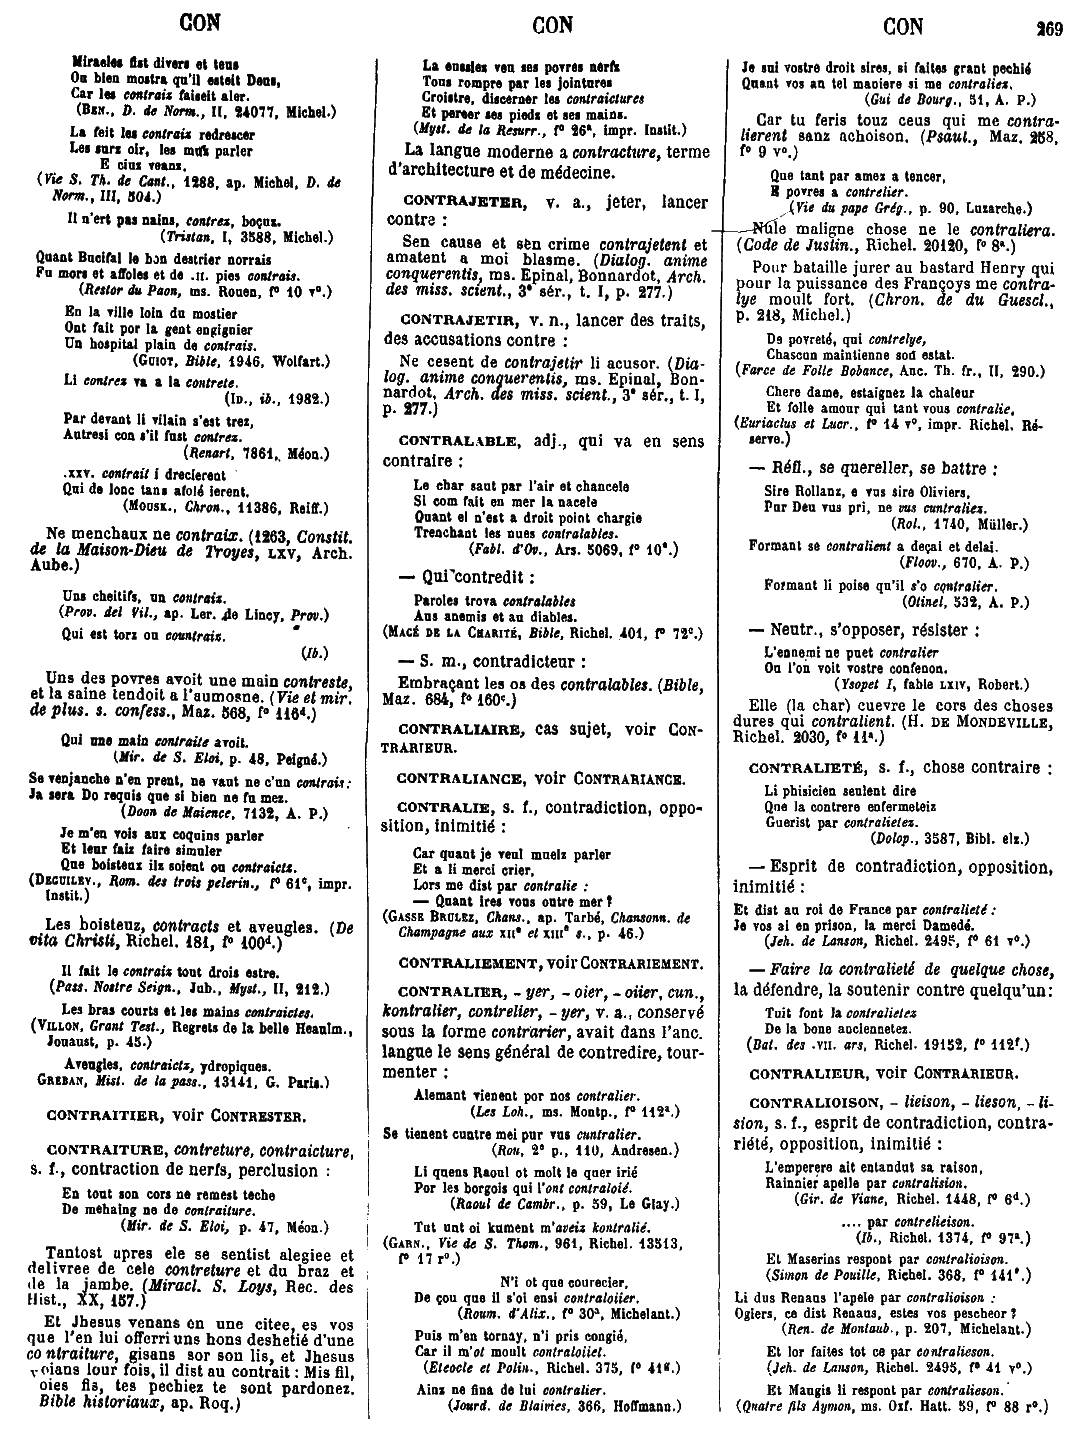 CON
CON
CON
269
Miracles fist divers et tens
Ou bien mostra qu'il esteit Deus,
Car les contraiz faiseit aler.
(BEN., D. de Norm., II, 24077, Michel.)
La feit les contraiz redrescer
Les surz oir, les muz parler
E cius veanz.
(Vie S. Th. de Cant., 1288, ap. Michel, D. de
Norm., III, 504.)
Il n'ert pas nains, contrez, boçuz.
(Tristan, I, 3588, Michel.)
Quant Bucifal le bon destrier norrais
Fu mors et affoles et de .II. pies contrais.
(Restor du Paon, ms. Rouen, f° 10 v°.)
En la ville loin du mostier
Ont fait por la gent engignier
Un hospital plain de contrais.
(GUIOT, Bible, 1946, Wolfart.)
Li contrez va a la contrete.
(ID., ib., 1982.)
Par devant li vilain s'est trez,
Autresi con s'il fust contrez.
(Renart, 7861, Méon.)
.XXV. contrait i drecierent
Qui de lonc tans afolé ierent.
(MOUSK., Chron., 11386, Reiff.)
Ne menchaux ne contraix. (1263, Constit.
de la Maison-Dieu de Troyes, LXV, Arch.
Aube.)
Uns cheitifs, un contraiz.
(Prov. del Vil., ap. Ler. de Lincy, Prov.)
Qui est torz ou countraiz.
(Ib.)
Uns des povres avoit une main contreste,
et la saine tendoit a l'aumosne. (Vie et mir.
de plus. s. confess., Maz. 568, f° 116d.)
Qui une main contraite avoit.
(Mir. de S. Eloi, p. 48, Peigné.)
Se venjanche n'en prent, ne vaut ne c'un contrais:
Ja sera Do requis que si bien ne fu mez.
(Doon de Maience, 7132, A. P.)
Je m'en vois aux coquins parler
Et leur faiz faire simuler
Que boisteux ilz soient ou contraictz.
(DEGUILEV., Rom. des trois pelerin., f° 61c, impr.
Instit.)
Les boisteuz, contracts et aveugles. (De
vita Christi, Richel. 181, f° 100d.)
Il fait le contraiz tout drois estre.
(Pass. Nostre Seign., Jub., Myst., II, 212.)
Les bras courts et les mains contraictes.
(VILLON, Grant Test., Regrets de la belle Heaulm.,
Jouaust, p. 45.)
Aveugles, contraictz, ydropiques.
GREBAN, Mist. de la pass., 13141, G. Paris.)
CONTRAITIER, voir CONTRESTER.
CONTRAITURE, contreture, contraicture,
s. f., contraction de nerfs, perclusion :
En tout son cors ne remest teche
De mehaing ne de contraiture.
(Mir. de S. Eloi, p. 47, Méon.)
Tantost apres ele se sentist alegiee et
delivree de cele contreture et du braz et
de la jambe. (Miracl. S. Loys, Rec. des
Hist., XX, 157.)
Et Jhesus venans en une citee, es vos
que l'en lui offerri uns hons deshetié d'une
contraiture, gisans sor son lis, et Jhesus
voians lour fois, il dist au contrait : Mis fil,
oies fis, tes pechiez te sont pardonez.
Bible historiaux, ap. Roq.)
La eussiez veu ses povres nerfz
Tous rompre par les jointures
Croistre, discerner les contraictures
Et percer ses pieds et ses mains.
(Myst. de la Resurr., f° 26a, impr. Instit.)
La langue moderne a contracture, terme
d'architecture et de médecine.
CONTRAJETER, v. a., jeter, lancer
contre :
Sen cause et sen crime contrajetent et
amatent a moi blasme. (Dialog. anime
conquerentis, ms. Epinal, Bonnardot, Arch.
des miss. scient., 3e sér., t. I, p. 277.)
CONTRAJETIR, v. n., lancer des traits,
des accusations contre :
Ne cesent de contrajetir li acusor. (Dia-
log. anime conquerentis, ms. Epinal, Bon-
nardot, Arch. des miss. scient., 3e sér., t. I,
p. 277.)
CONTRALABLE, adj., qui va en sens
contraire :
Le char saut par l'air et chancele
Si com fait en mer la nacele
Quant el n'est a droit point chargie
Trenchant les nues contralables.
(Fabl. d'Ov., Ars. 5069, f° 10e.)
— Qui contredit :
Paroles trova contralables
Aus anemis et au diables.
(MACÉ DE LA CHARITÉ, Bible, Richel. 401, f° 72c.)
— S. m., contradicteur :
Embraçant les os des contralables. (Bible,
Maz. 684, f° 160c.)
CONTRALIAIRE, cas sujet, voir CON-
TRARIEUR.
CONTRALIANCE, voir CONTRARIANCE.
CONTRALIE, s. f., contradiction, oppo-
sition, inimitié :
Car quant je veul muelz parler
Et a li merci crier,
Lors me dist par contralie :
— Quant ires vous outre mer?
(GASSE BRULEZ, Chans., ap. Tarbé, Chansonn. de
Champagne aux XIIe et XIIIe s., p. 46.)
CONTRALIEMENT, voir CONTRARIEMENT.
CONTRALIER, - yer, - oier, - oiier, cun.,
kontralier, contrelier, - yer, v. a., conservé
sous la forme contrarier, avait dans l'anc.
langue le sens général de contredire, tour-
menter :
Alemant vienent por nos contralier.
(Les Loh., ms. Montp., f° 112a.)
Se tienent cuntre mei pur vus cuntralier.
(Rou, 2e p., 110, Andresen.)
Li quens Raoul ot molt le quer irié
Por les borgois qui l'ont contraloié.
(Raoul de Cambr., p. 59, Le Glay.)
Tut unt oi kument m'aveiz kontralié.
(GARN., Vie de S. Thom., 961, Richel. 13513,
f° 17 r°.)
N'i ot que courecier,
De çou que il s'oi ensi contraloiier.
(Roum. d'Alix., f° 30a, Michelant.)
Puis m'en tornay, n'i pris congié,
Car il m'ot moult contraloiiet.
(Eteocle et Polin., Richel. 375, f° 41g.)
Ainz ne fina de lui contralier.
(Jourd. de Blaivies, 366, Hoffmann.)
Je sui vostre droit sires, si faites grant pechié
Quant vos an tel maniere si me contraliez.
(Gui de Bourg., 51, A. P.)
Car tu feris touz ceus qui me contra-
lierent sanz achoison. (Psaut., Maz. 258,
f° 9 v°.)
Que tant par amez a tencer,
E povres a contrelier.
(Vie du pape Grég., p. 90, Luzarche.)
Nule maligne chose ne le contraliera.
(Code de Justin., Richel. 20120, f° 8a.)
Pour bataille jurer au bastard Henry qui
pour la puissance des Françoys me contra-
lye moult fort. (Chron. de du Guescl.,
p. 218, Michel.)
De povreté, qui contrelye,
Chascun maintienne son estat.
(Farce de Folle Bobance, Anc. Th. fr., II, 290.)
Chere dame, estaignez la chaleur
Et folle amour qui tant vous contralie.
(Euriaclus et Lucr., f° 14 v°, impr. Richel. Ré-
serve.)
— Réfl., se quereller, se battre :
Sire Rollanz, e vus sire Oliviers,
Pur Deu vus pri, ne vus cuntraliez.
(Rol., 1740, Müller.)
Formant se contralient a deçai et delai.
(Floov., 670, A. P.)
Formant li poise qu'il s'o contralier.
(Otinel, 532, A. P.)
— Neutr., s'opposer, résister :
L'ennemi ne puet contralier
Ou l'on voit vostre confenon.
(Ysopet I, fable LXIV, Robert.)
Elle (la char) cuevre le cors des choses
dures qui contralient. (H. DE MONDEVILLE,
Richel. 2030, f° 11a.)
CONTRALIETÉ, s. f., chose contraire :
Li phisicien seulent dire
Que la contrere enfermeteiz
Guerist par contralietez.
(Dolop., 3587, Bibl. elz.)
— Esprit de contradiction, opposition,
inimitié :
Et dist au roi de France par contralieté :
Je vos ai en prison, la merci Damedé.
(Jeh. de Lanson, Richel. 2495, f° 61 v°.)
— Faire la contralieté de quelque chose,
la défendre, la soutenir contre quelqu'un:
Tuit font la contralietez
De la bone anciennetez.
(Bat. des .VII. ars, Richel. 19152, f° 112f.)
CONTRALIEUR, voir CONTRARIEUR.
CONTRALIOISON, - lieison, - lieson, - li-
sion, s. f., esprit de contradiction, contra-
riété, opposition, inimitié :
L'emperere ait entandut sa raison,
Rainnier apelle par contralision.
(Gir. de Viane, Richel. 1448, f° 6d.)
.... par contrelieison.
(Ib., Richel. 1374, f° 97a.)
Et Maserins respont par contralioison.
(Simon de Pouille, Richel. 368, f° 141e.)
Li dus Renaus l'apele par contralioison :
Ogiers, ce dist Renaus, estes vos pescheor?
(Ren. de Montaub., p. 207, Michelant.)
Et lor faites tot ce par contralieson.
(Jeh. de Lanson, Richel. 2495, f° 41 v°.)
Et Maugis li respont par contralieson.
(Quatre fils Aymon, ms. Oxf. Hatt. 59, f° 88 r°.)